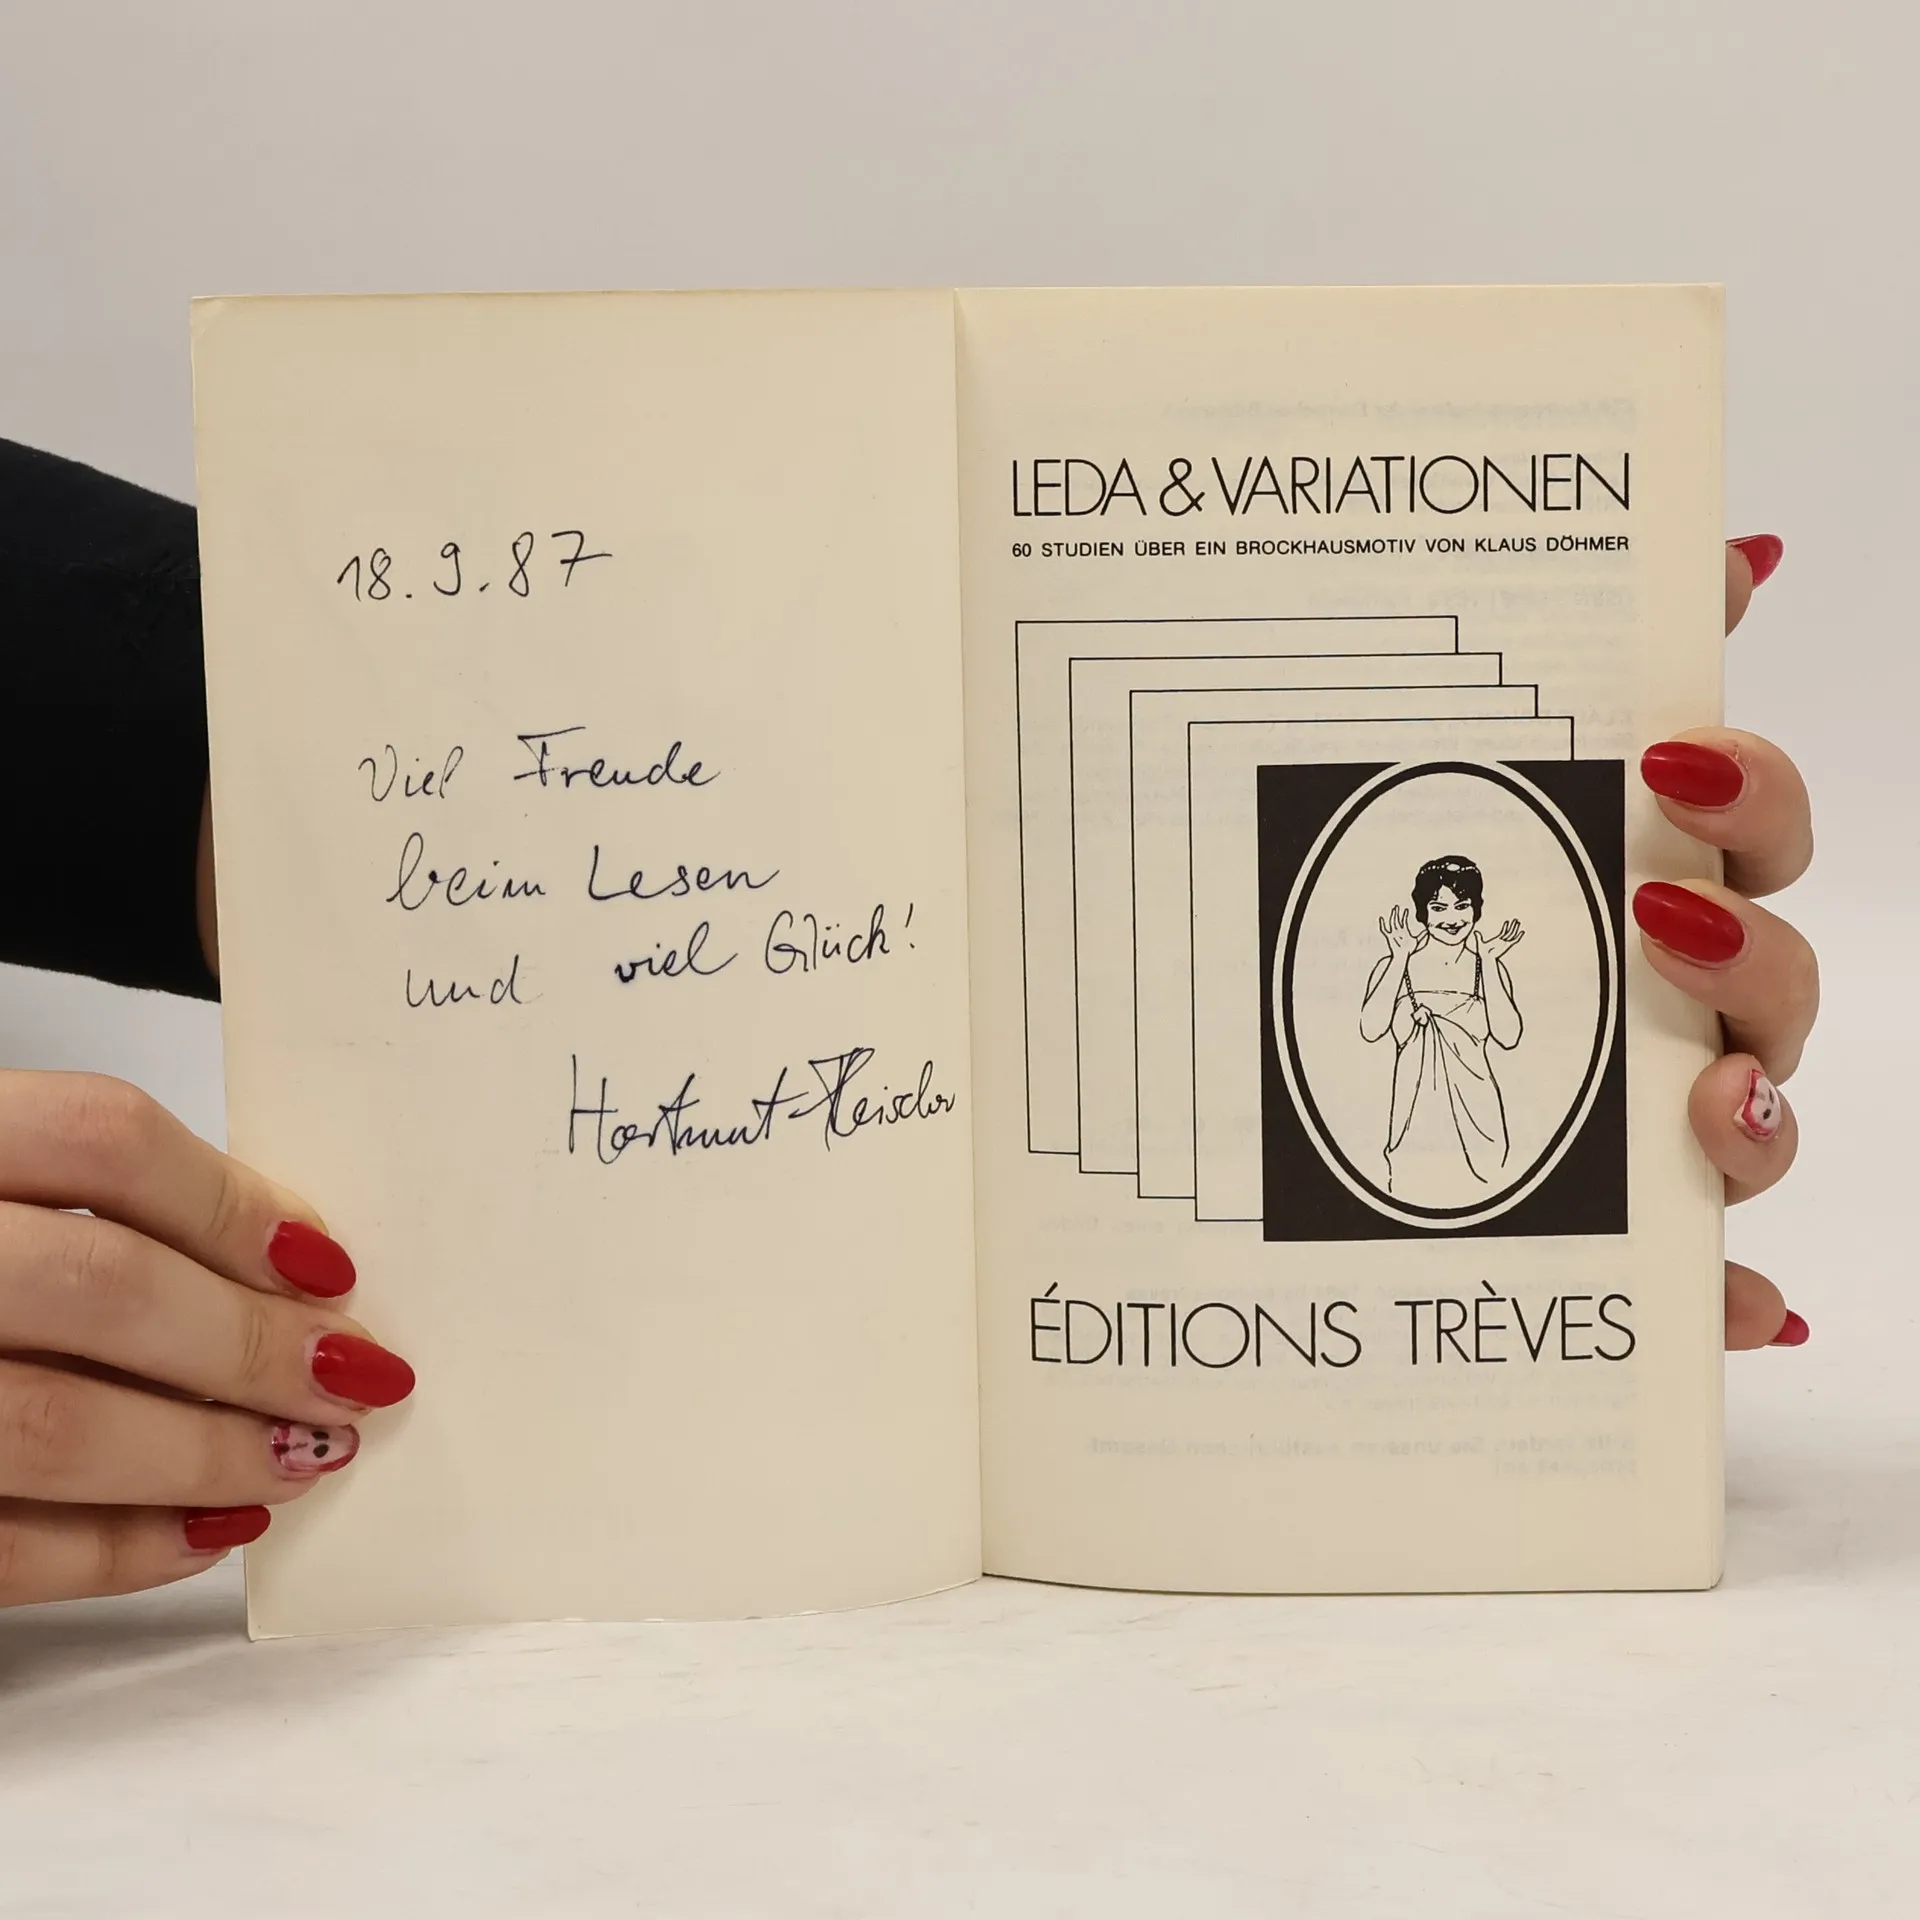 18.9.87
Viel Freude
beim Lesen
und viel Glück!
Hartmut Fleischer
LEDA & VARIATIONEN
60 STUDIEN ÜBER EIN BROCKHAUSMOTIV VON KLAUS DÖHMER
ÉDITIONS TRÈVES